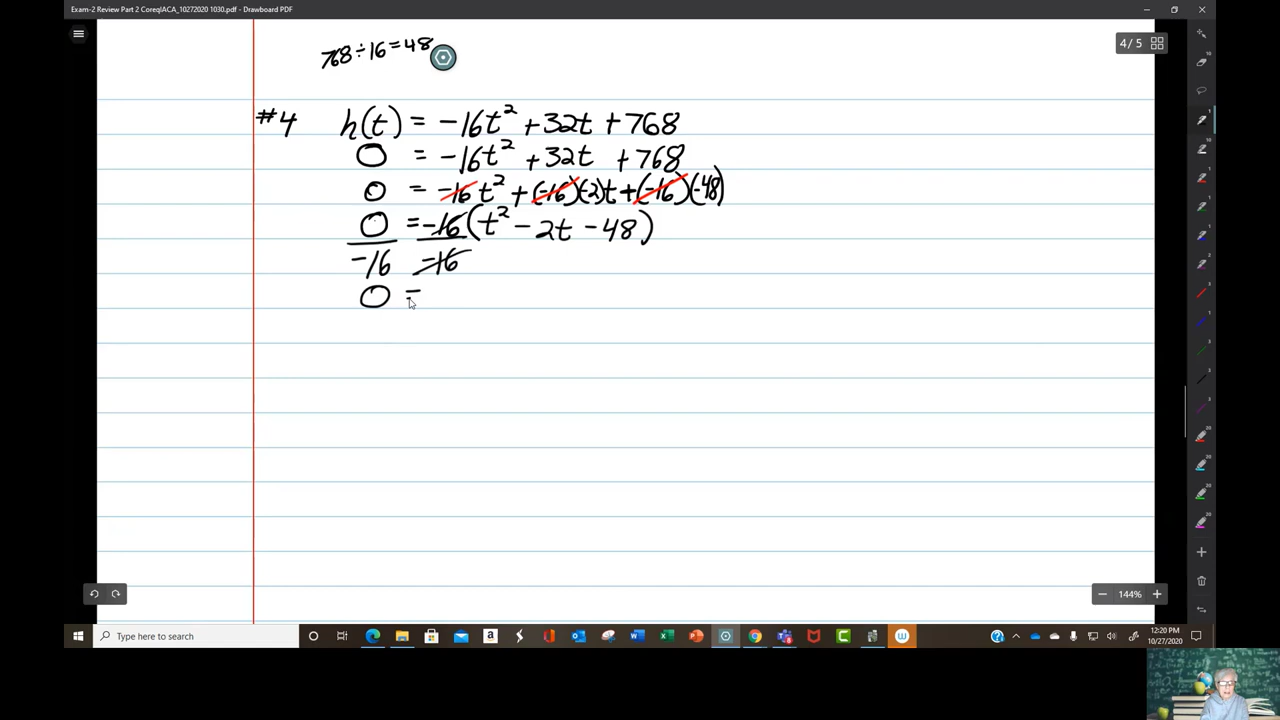 Exam-2 Review Part 2 CoreqIACA_10272020 1030.pdf - Drawboard PDF
4/5
768÷16=48
#4 h(t) = -16t² + 32t + 768
0 = -16t² + 32t + 768
0 = -16t² + (-16)(-2)t + (-16)(-48)
0 = -16(t² - 2t - 48)
-16 -16
0 =
144%
Type here to search
12:20 PM
10/27/2020